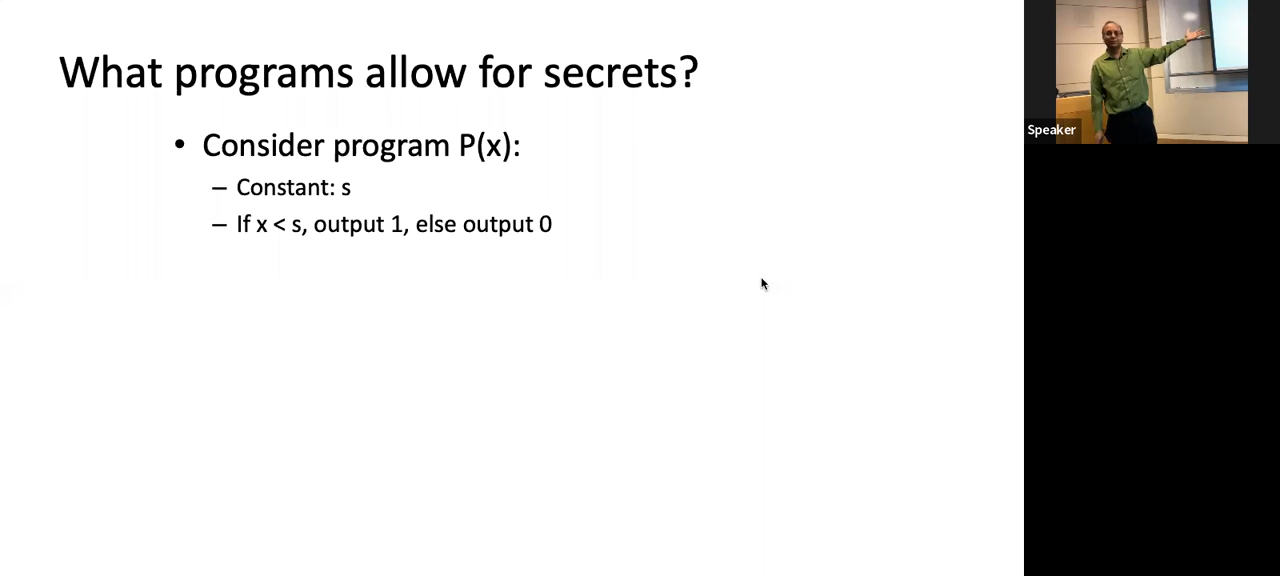 What programs allow for secrets?
• Consider program P(x):
– Constant: s
– If x < s, output 1, else output 0
Speaker